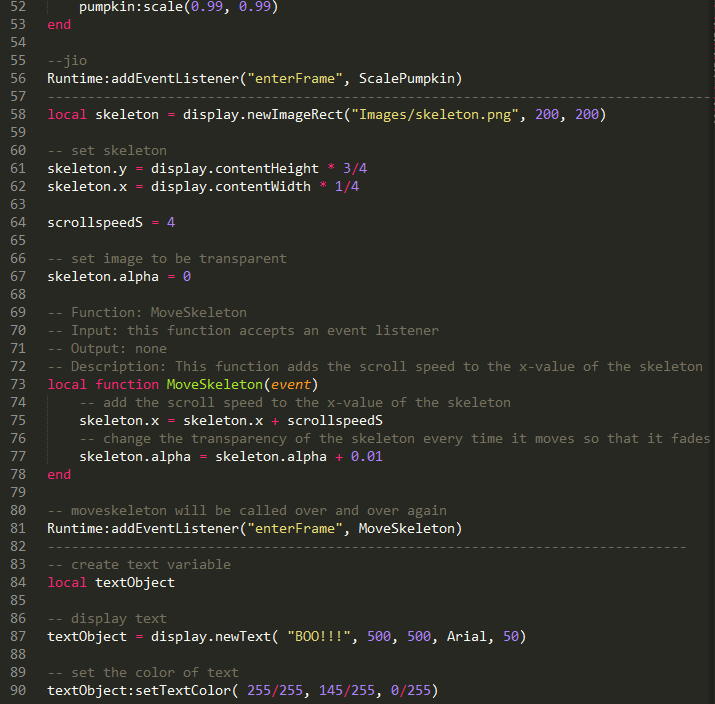 52 pumpkin:scale(0.99, 0.99)
53 end
54
55 --jio
56 Runtime:addEventListener("enterFrame", ScalePumpkin)
57 -----------------------------------------------------------------------------------
58 local skeleton = display.newImageRect("Images/skeleton.png", 200, 200)
59
60 -- set skeleton
61 skeleton.y = display.contentHeight * 3/4
62 skeleton.x = display.contentWidth * 1/4
63
64 scrollspeedS = 4
65
66 -- set image to be transparent
67 skeleton.alpha = 0
68
69 -- Function: MoveSkeleton
70 -- Input: this function accepts an event listener
71 -- Output: none
72 -- Description: This function adds the scroll speed to the x-value of the skeleton
73 local function MoveSkeleton(event)
74 -- add the scroll speed to the x-value of the skeleton
75 skeleton.x = skeleton.x + scrollspeedS
76 -- change the transparency of the skeleton every time it moves so that it fades
77 skeleton.alpha = skeleton.alpha + 0.01
78 end
79
80 -- moveskeleton will be called over and over again
81 Runtime:addEventListener("enterFrame", MoveSkeleton)
82 --------------------------------------------------------------------------------
83 -- create text variable
84 local textObject
85
86 -- display text
87 textObject = display.newText( "BOO!!!", 500, 500, Arial, 50)
88
89 -- set the color of text
90 textObject:setTextColor( 255/255, 145/255, 0/255)